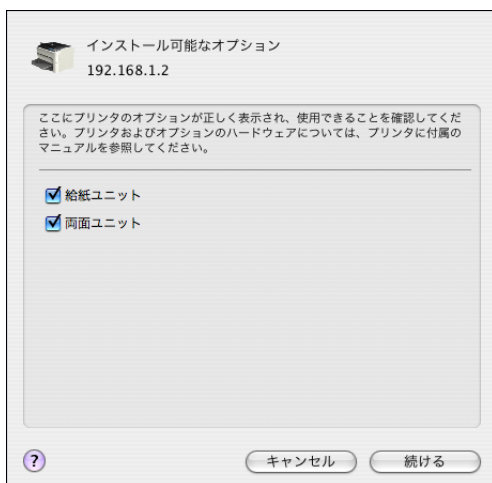 インストール可能なオプション
192.168.1.2
ここにプリンタのオプションが正しく表示され、使用できることを確認してくだ
さい。プリンタおよびオプションのハードウェアについては、プリンタに付属の
マニュアルを参照してください。
給紙ユニット
両面ユニット
?
キャンセル
続ける